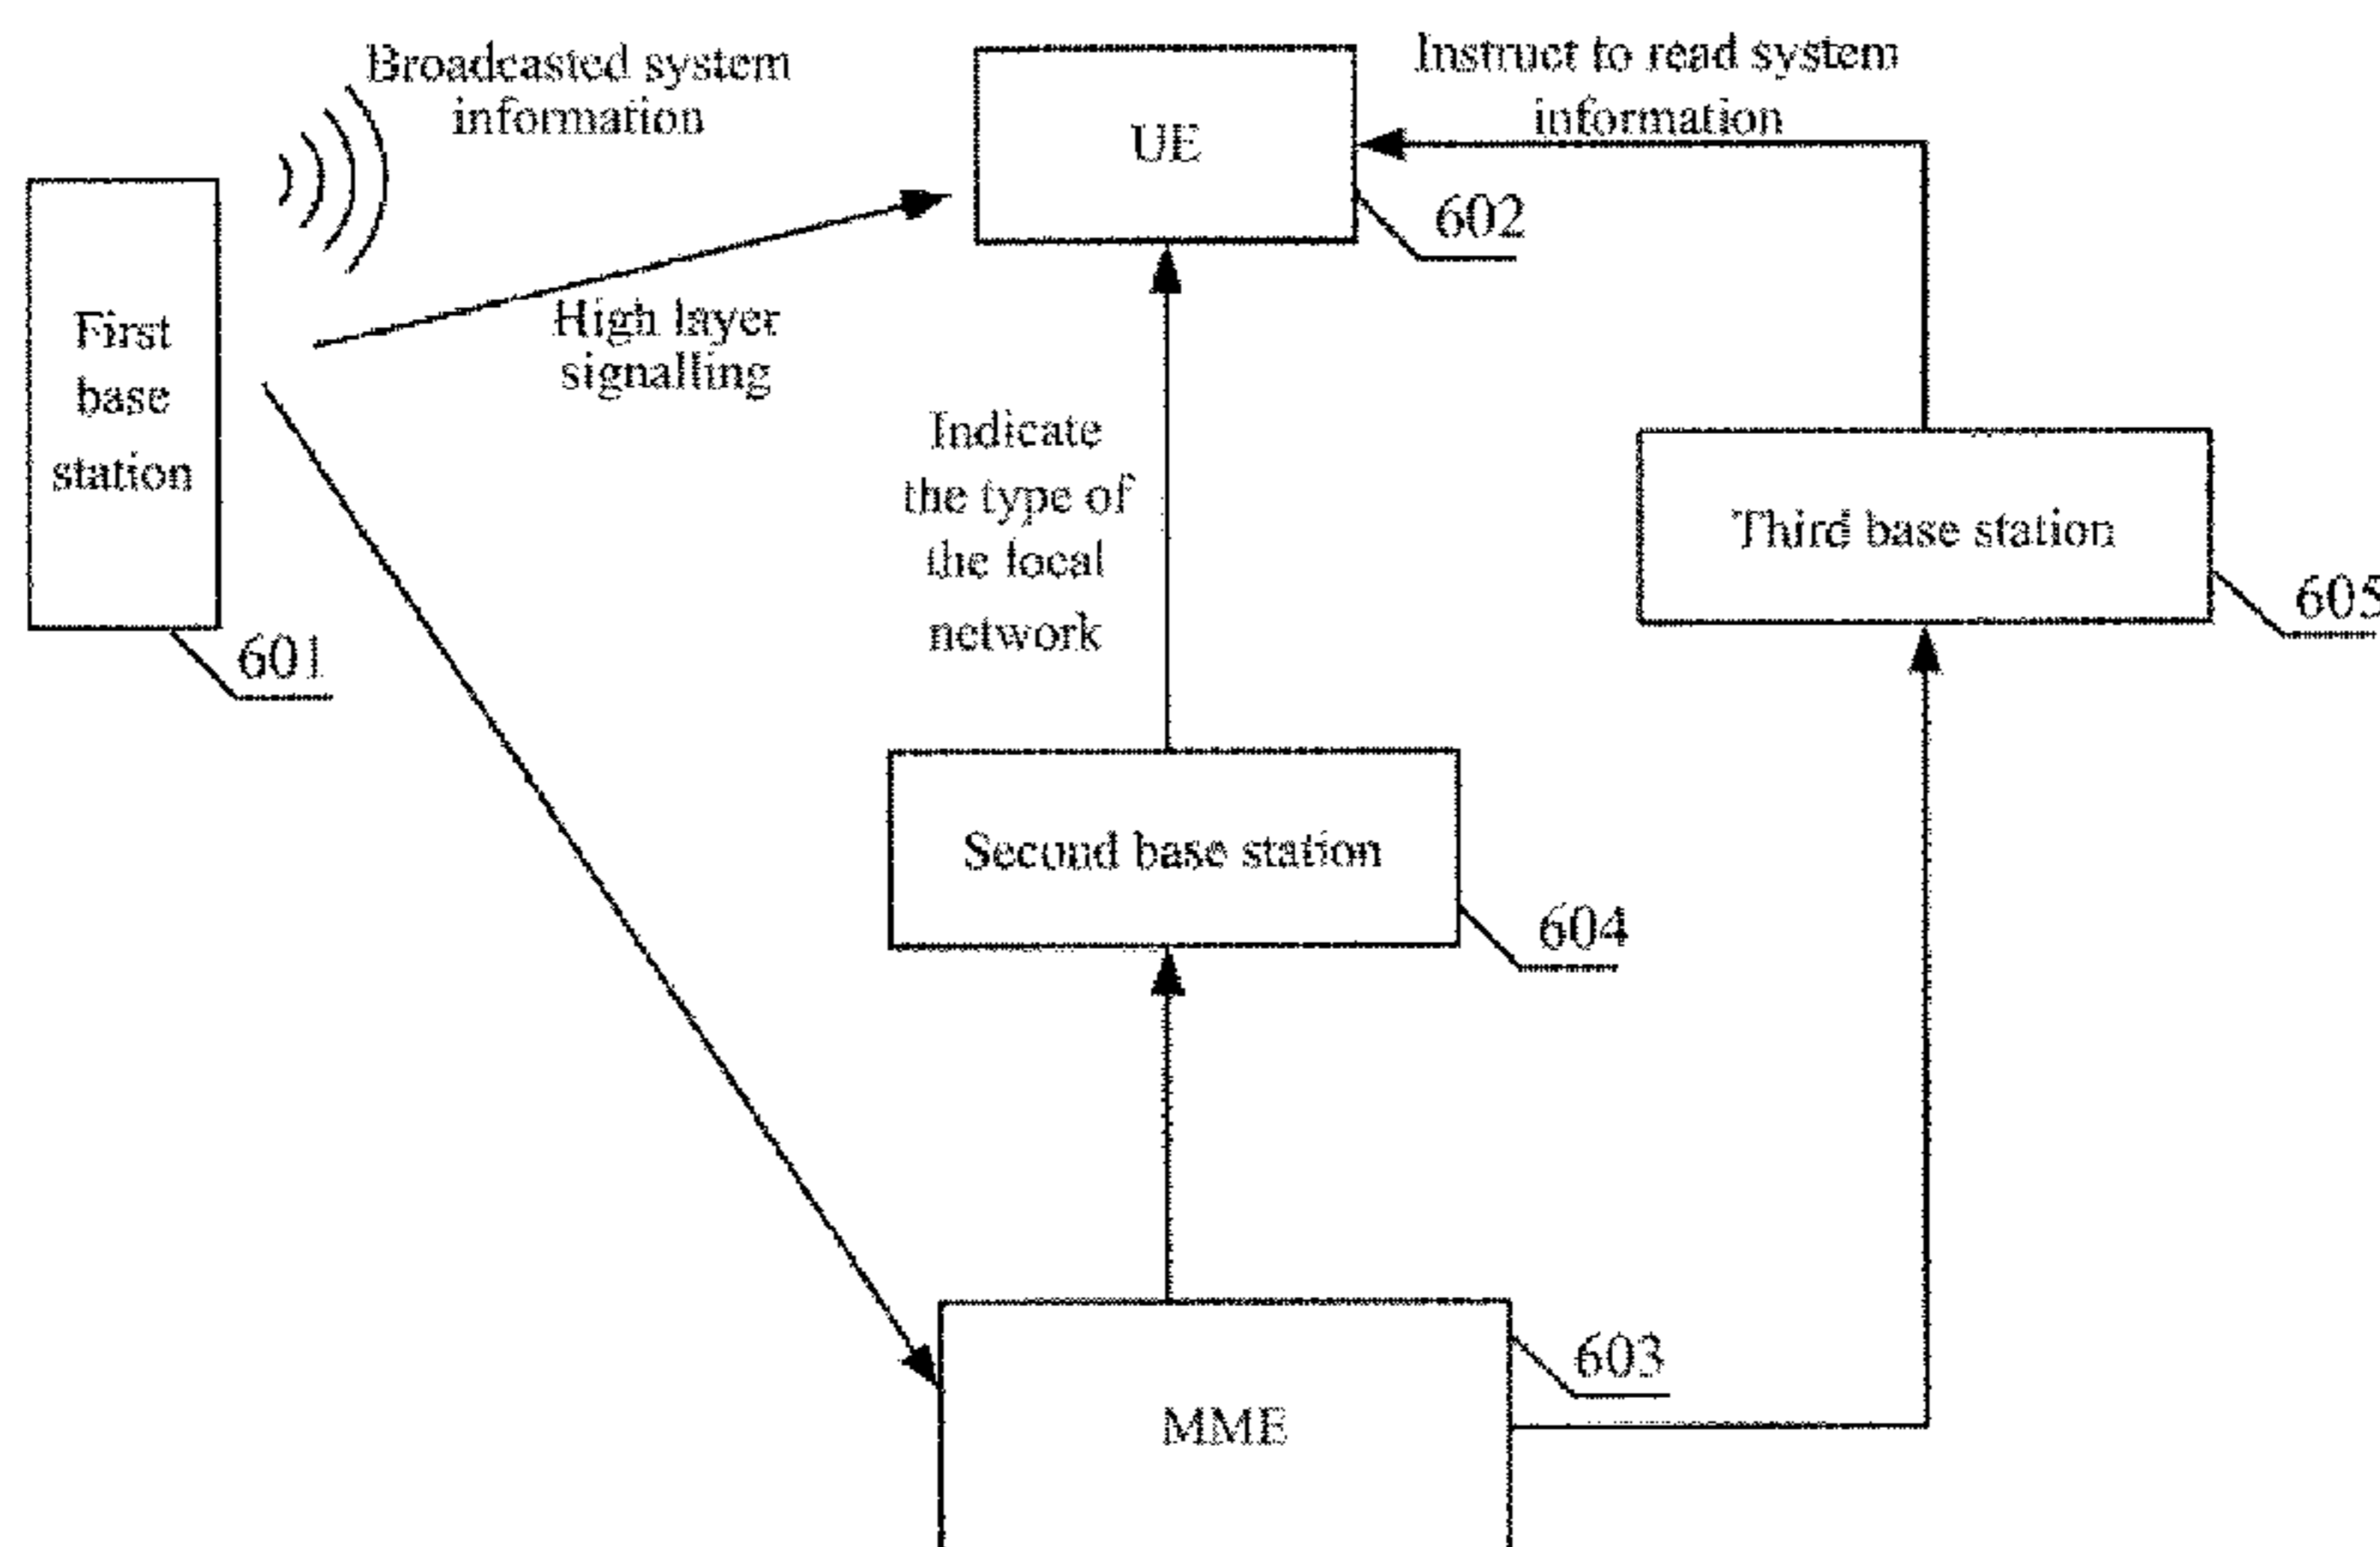 Broadcasted system
information
UE
Instruct to read system
information
602
First
base
station
601
High layer
signalling
Indicate
the type of
the local
network
Third base station
605
Second base station
604
603
MME